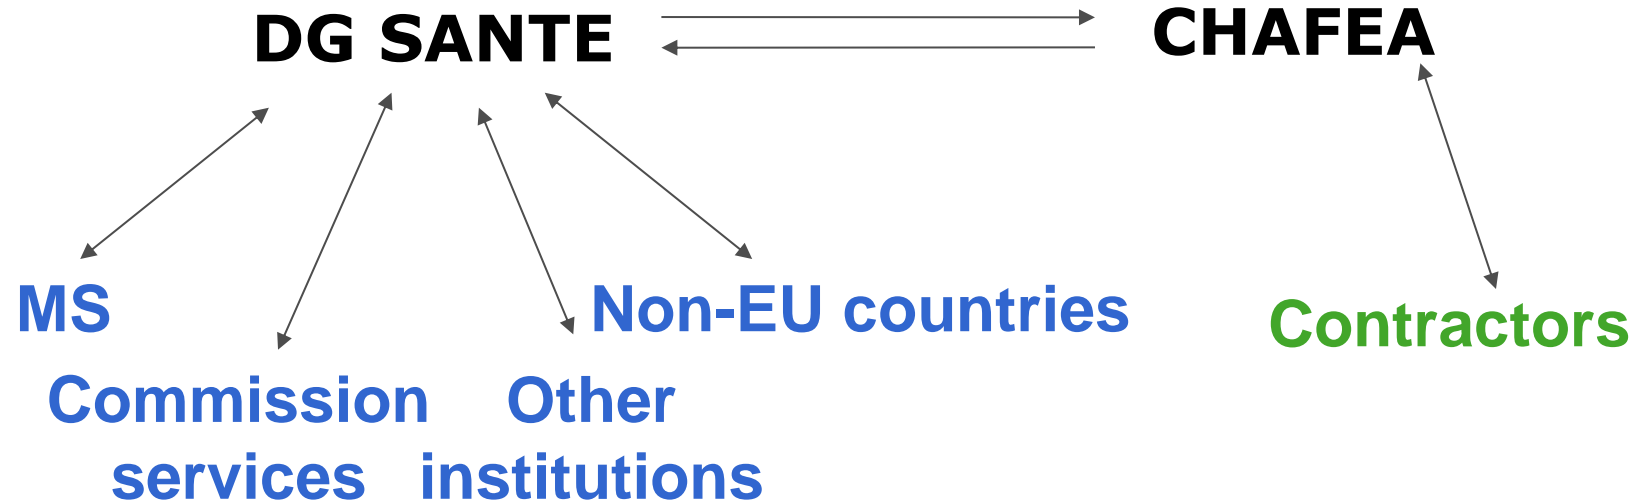 DG SANTE
CHAFEA
MS
Non-EU countries
Contractors
Commission
services
Other
institutions